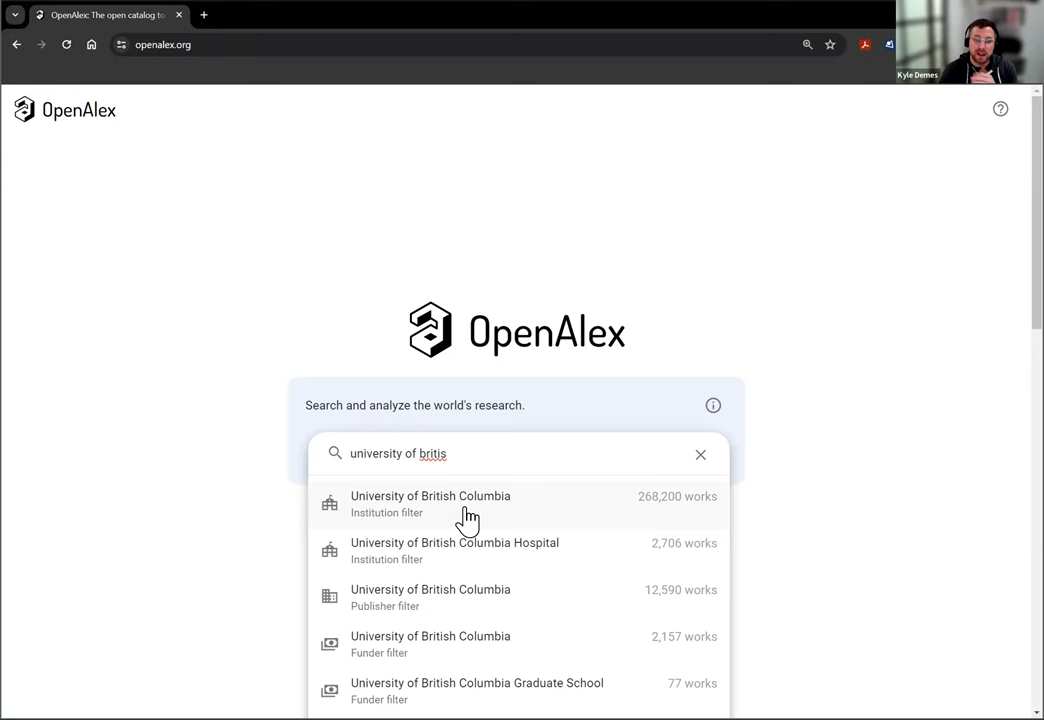 OpenAlex: The open catalog to
openalex.org
Kyle Demes
OpenAlex
OpenAlex
Search and analyze the world's research.
university of britis
University of British Columbia 268,200 works
Institution filter
University of British Columbia Hospital 2,706 works
Institution filter
University of British Columbia 12,590 works
Publisher filter
University of British Columbia 2,157 works
Funder filter
University of British Columbia Graduate School 77 works
Funder filter